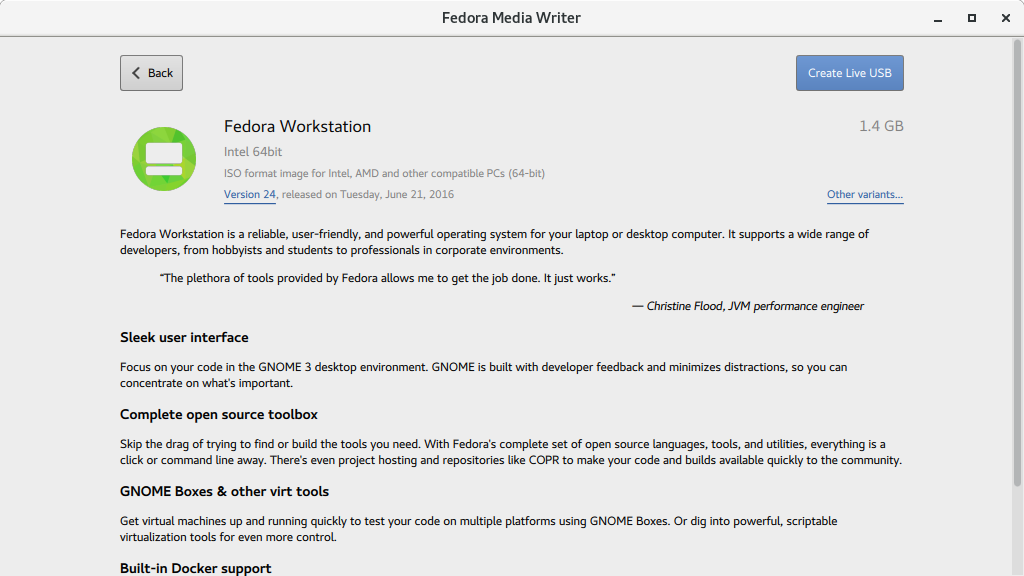 Fedora Media Writer
Back
Create Live USB
Fedora Workstation
1.4 GB
Intel 64bit
ISO format image for Intel, AMD and other compatible PCs (64-bit)
Version 24, released on Tuesday, June 21, 2016
Other variants...
Fedora Workstation is a reliable, user-friendly, and powerful operating system for your laptop or desktop computer. It supports a wide range of
developers, from hobbyists and students to professionals in corporate environments.
“The plethora of tools provided by Fedora allows me to get the job done. It just works.”
― Christine Flood, JVM performance engineer
Sleek user interface
Focus on your code in the GNOME 3 desktop environment. GNOME is built with developer feedback and minimizes distractions, so you can
concentrate on what's important.
Complete open source toolbox
Skip the drag of trying to find or build the tools you need. With Fedora's complete set of open source languages, tools, and utilities, everything is a
click or command line away. There's even project hosting and repositories like COPR to make your code and builds available quickly to the community.
GNOME Boxes & other virt tools
Get virtual machines up and running quickly to test your code on multiple platforms using GNOME Boxes. Or dig into powerful, scriptable
virtualization tools for even more control.
Built-in Docker support